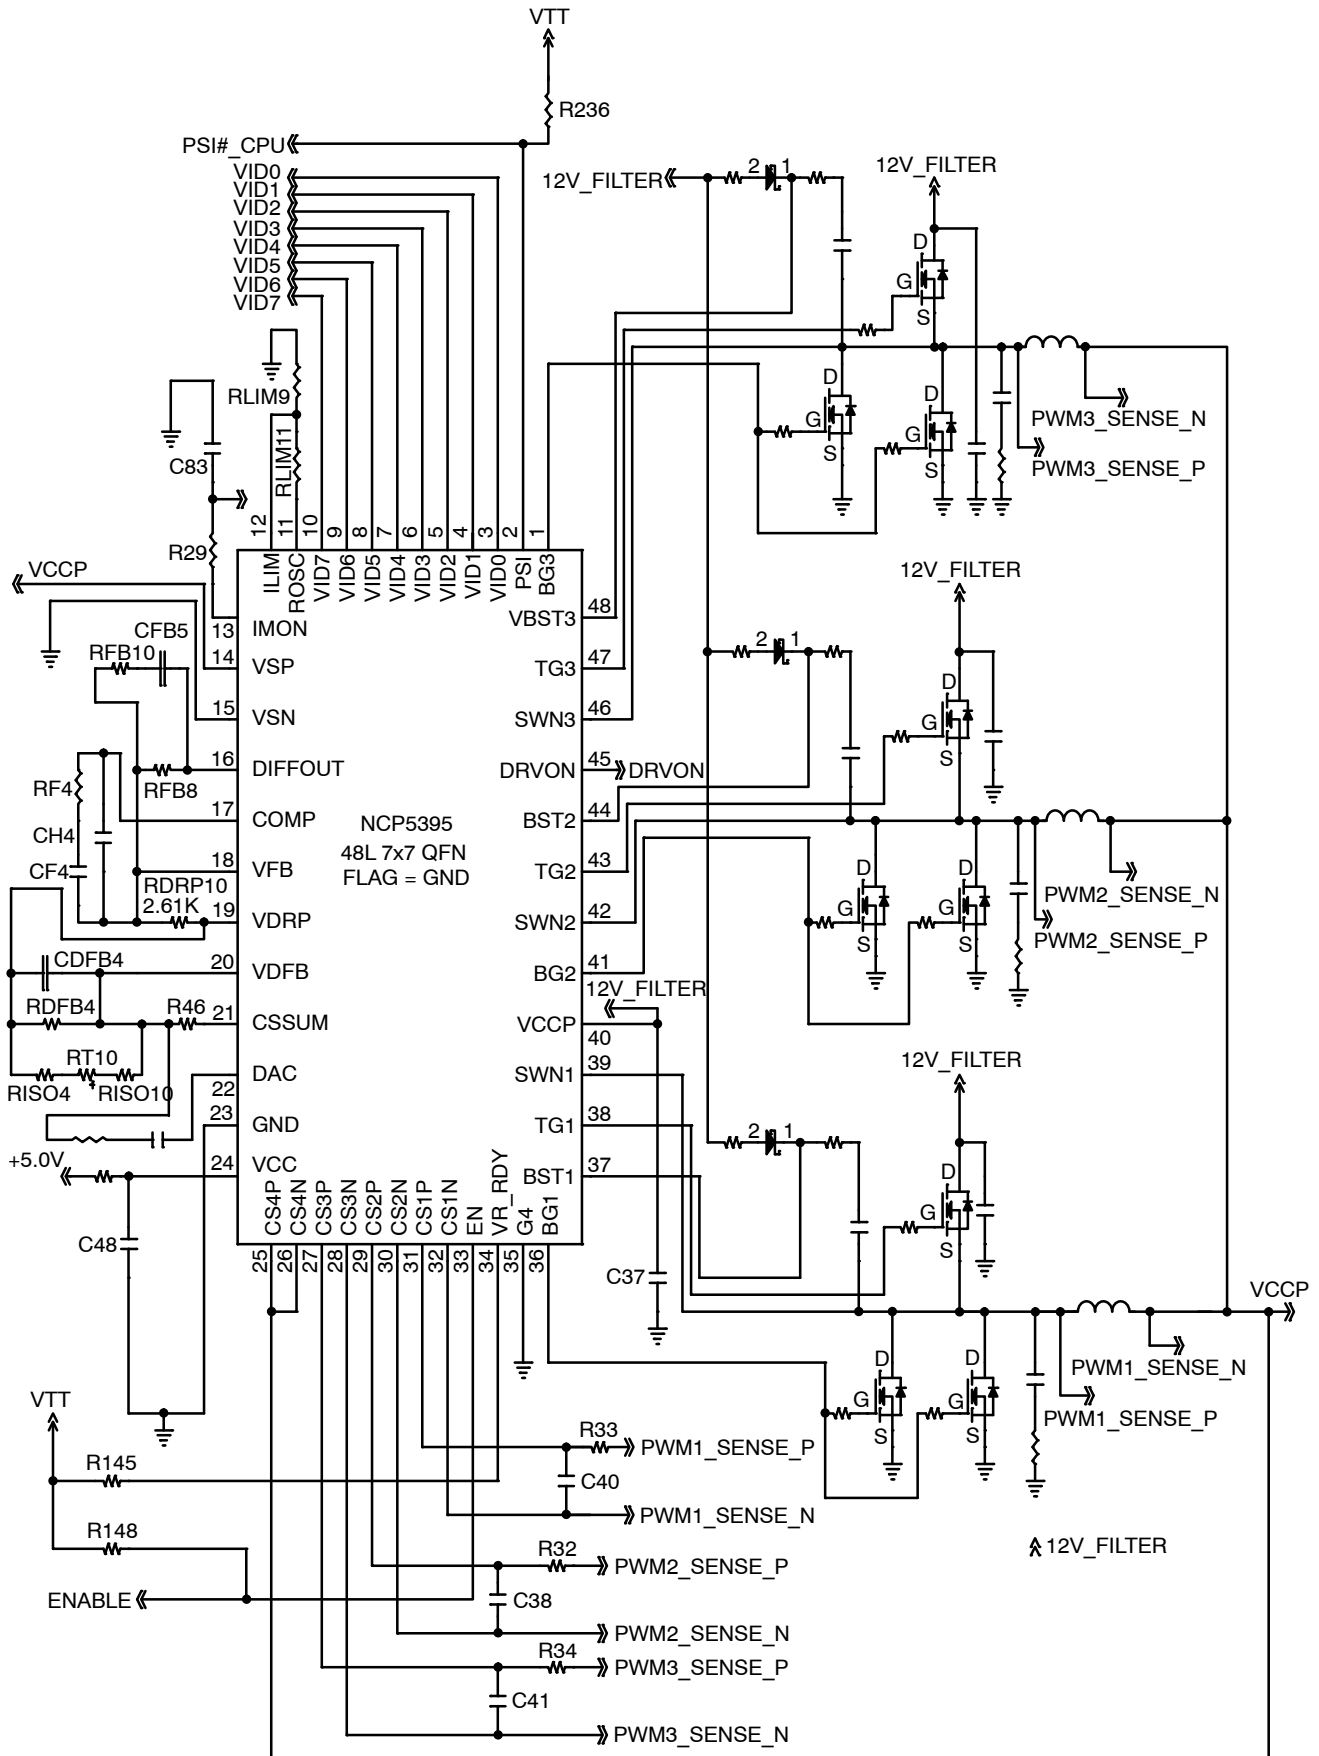 VTT
R236
PSI#_CPU
VID0
VID1
VID2
VID3
VID4
VID5
VID6
VID7
12V_FILTER
2 1
12V_FILTER
D
G
S
RLIM9
RLIM11
C83
R29
VCCP
D
G
S
D
G
S
PWM3_SENSE_N
PWM3_SENSE_P
12 11 10 9 8 7 6 5 4 3 2 1
ILIM
ROSC
VID7
VID6
VID5
VID4
VID3
VID2
VID1
VID0
PSI
BG3
13 IMON
14 VSP
15 VSN
16 DIFFOUT
17 COMP
18 VFB
19 VDRP
20 VDFB
21 CSSUM
22 DAC
23 GND
24 VCC
CFB5
RFB10
RFB8
RF4
CH4
CF4
RDRP10
2.61K
CDFB4
RDFB4
R46
RT10
RISO4
RISO10
+5.0V
C48
NCP5395
48L 7x7 QFN
FLAG = GND
VBST3 48
TG3 47
SWN3 46
DRVON 45
DRVON
BST2 44
TG2 43
SWN2 42
BG2 41
12V_FILTER
VCCP 40
SWN1 39
TG1 38
BST1 37
12V_FILTER
2 1
D
G
S
D
G
S
D
G
S
PWM2_SENSE_N
PWM2_SENSE_P
12V_FILTER
2 1
D
G
S
CS4P
CS4N
CS3P
CS3N
CS2P
CS2N
CS1P
CS1N
EN
VR_RDY
G4
BG1
25 26 27 28 29 30 31 32 33 34 35 36
C37
VCCP
D
G
S
D
G
S
PWM1_SENSE_N
PWM1_SENSE_P
VTT
R145
R148
ENABLE
R33
PWM1_SENSE_P
C40
PWM1_SENSE_N
12V_FILTER
R32
PWM2_SENSE_P
C38
PWM2_SENSE_N
R34
PWM3_SENSE_P
C41
PWM3_SENSE_N